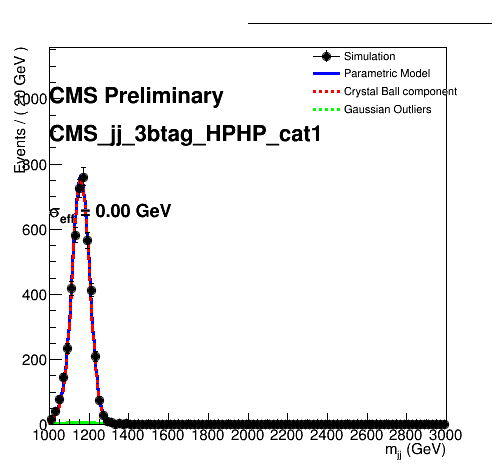 Events / ( 20 GeV )
Simulation
Parametric Model
Crystal Ball component
Gaussian Outliers
CMS Preliminary
CMS_jj_3btag_HPHP_cat1
σeff = 0.00 GeV
1000
800
600
400
200
0
1000 1200 1400 1600 1800 2000 2200 2400 2600 2800 3000
mjj (GeV)